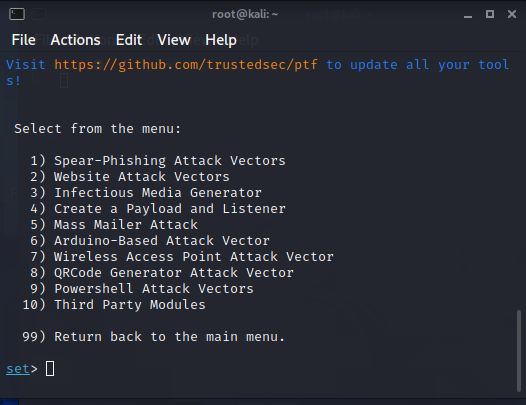 root@kali: ~
File Actions Edit View Help
Visit https://github.com/trustedsec/ptf to update all your tool
s!
Select from the menu:
1) Spear-Phishing Attack Vectors
2) Website Attack Vectors
3) Infectious Media Generator
4) Create a Payload and Listener
5) Mass Mailer Attack
6) Arduino-Based Attack Vector
7) Wireless Access Point Attack Vector
8) QRCode Generator Attack Vector
9) Powershell Attack Vectors
10) Third Party Modules
99) Return back to the main menu.
set>